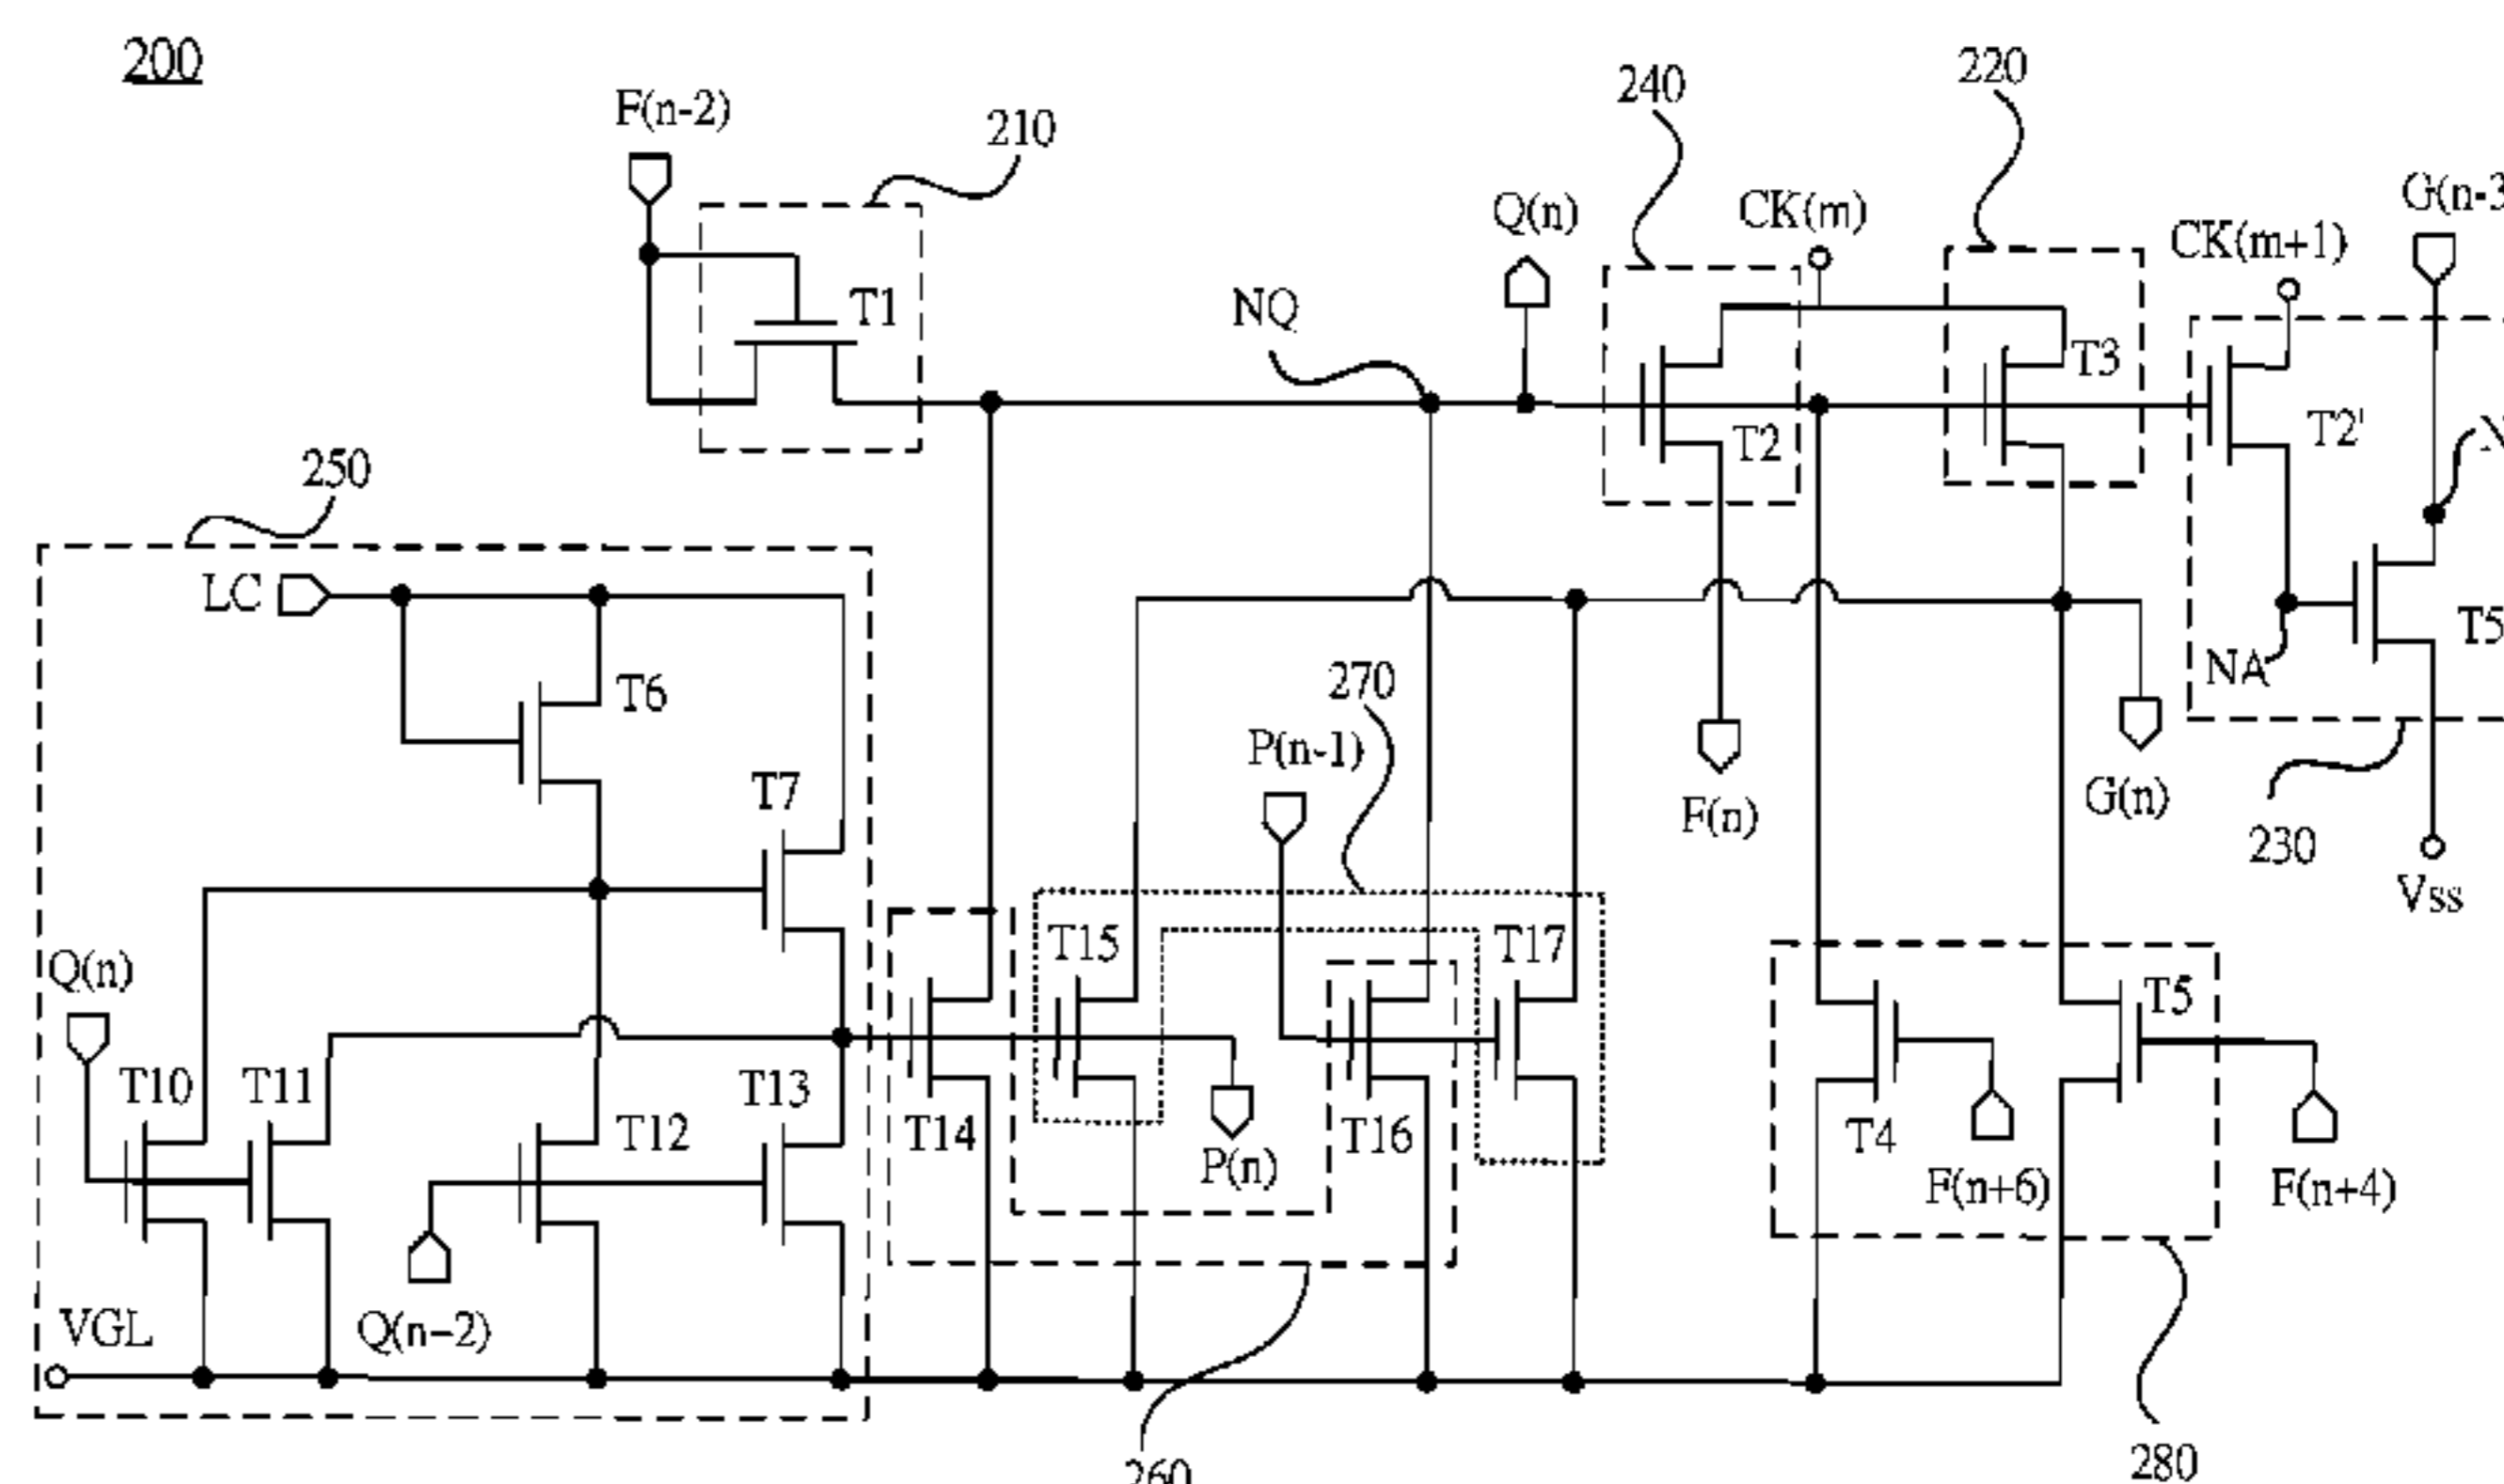 200
F(n-2)
210
240
220
Q(n)
CK(m)
CK(m+1)
G(n-3
NQ
T1
T3
T2
T2'
250
LC
T6
270
NA
T5
P(n-1)
T7
F(n)
G(n)
230
Vss
Q(n)
T15
T17
T5
T10
T11
T13
T12
T14
T16
T4
P(n)
F(n+6)
F(n+4)
VGL
Q(n-2)
260
280